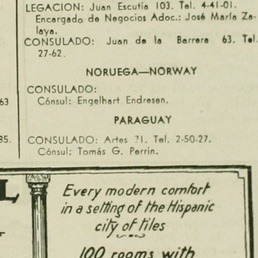 LEGACION: Juan Escutia 103. Tel. 4-41-01.
Encargado de Negocios Adoc.: José María Za-
laya.
CONSULADO: Juan de la Barrera 63. Tel.
27-62.
NORUEGA—NORWAY
CONSULADO:
Cónsul: Engelhart Endresen.
PARAGUAY
CONSULADO: Artes 71. Tel. 2-50-27.
Cónsul: Tomás G. Perrin.
63
85.
L
Every modern comfort
in a setting of the Hispanic
city of tiles
100 rooms with